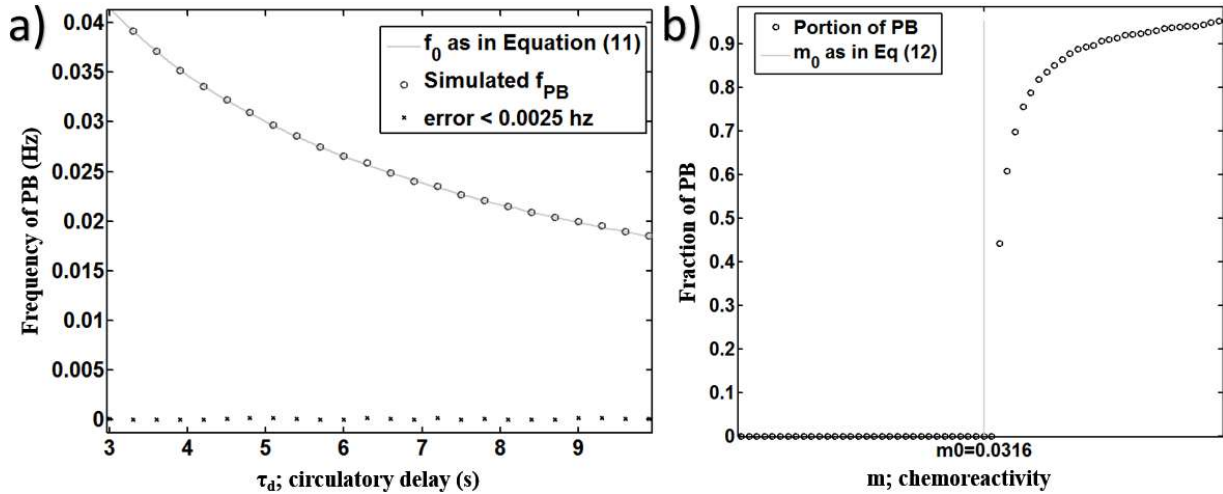 a)
0.04
0.035
0.03
0.025
0.02
0.015
0.01
0.005
0
Frequency of PB (Hz)
f0 as in Equation (11)
Simulated fPB
error < 0.0025 hz
3 4 5 6 7 8 9
τd; circulatory delay (s)
b)
0.9
0.8
0.7
0.6
0.5
0.4
0.3
0.2
0.1
0
Fraction of PB
Portion of PB
m0 as in Eq (12)
m0=0.0316
m; chemoreactivity